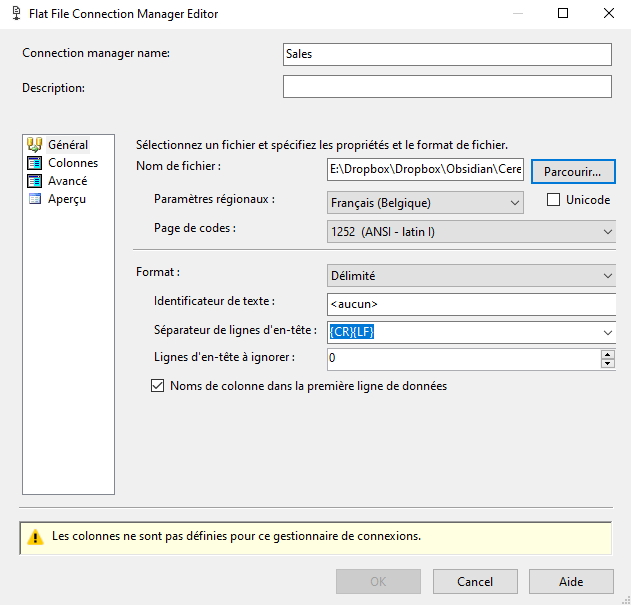 Flat File Connection Manager Editor
Connection manager name: Sales
Description:
Général
Colonnes
Avancé
Aperçu
Sélectionnez un fichier et spécifiez les propriétés et le format de fichier.
Nom de fichier : E:\Dropbox\Dropbox\Obsidian\Cere Parcourir...
Paramètres régionaux : Français (Belgique) Unicode
Page de codes : 1252 (ANSI - latin I)
Format : Délimité
Identificateur de texte : <aucun>
Séparateur de lignes d'en-tête : {CR}{LF}
Lignes d'en-tête à ignorer : 0
Noms de colonne dans la première ligne de données
Les colonnes ne sont pas définies pour ce gestionnaire de connexions.
OK Cancel Aide